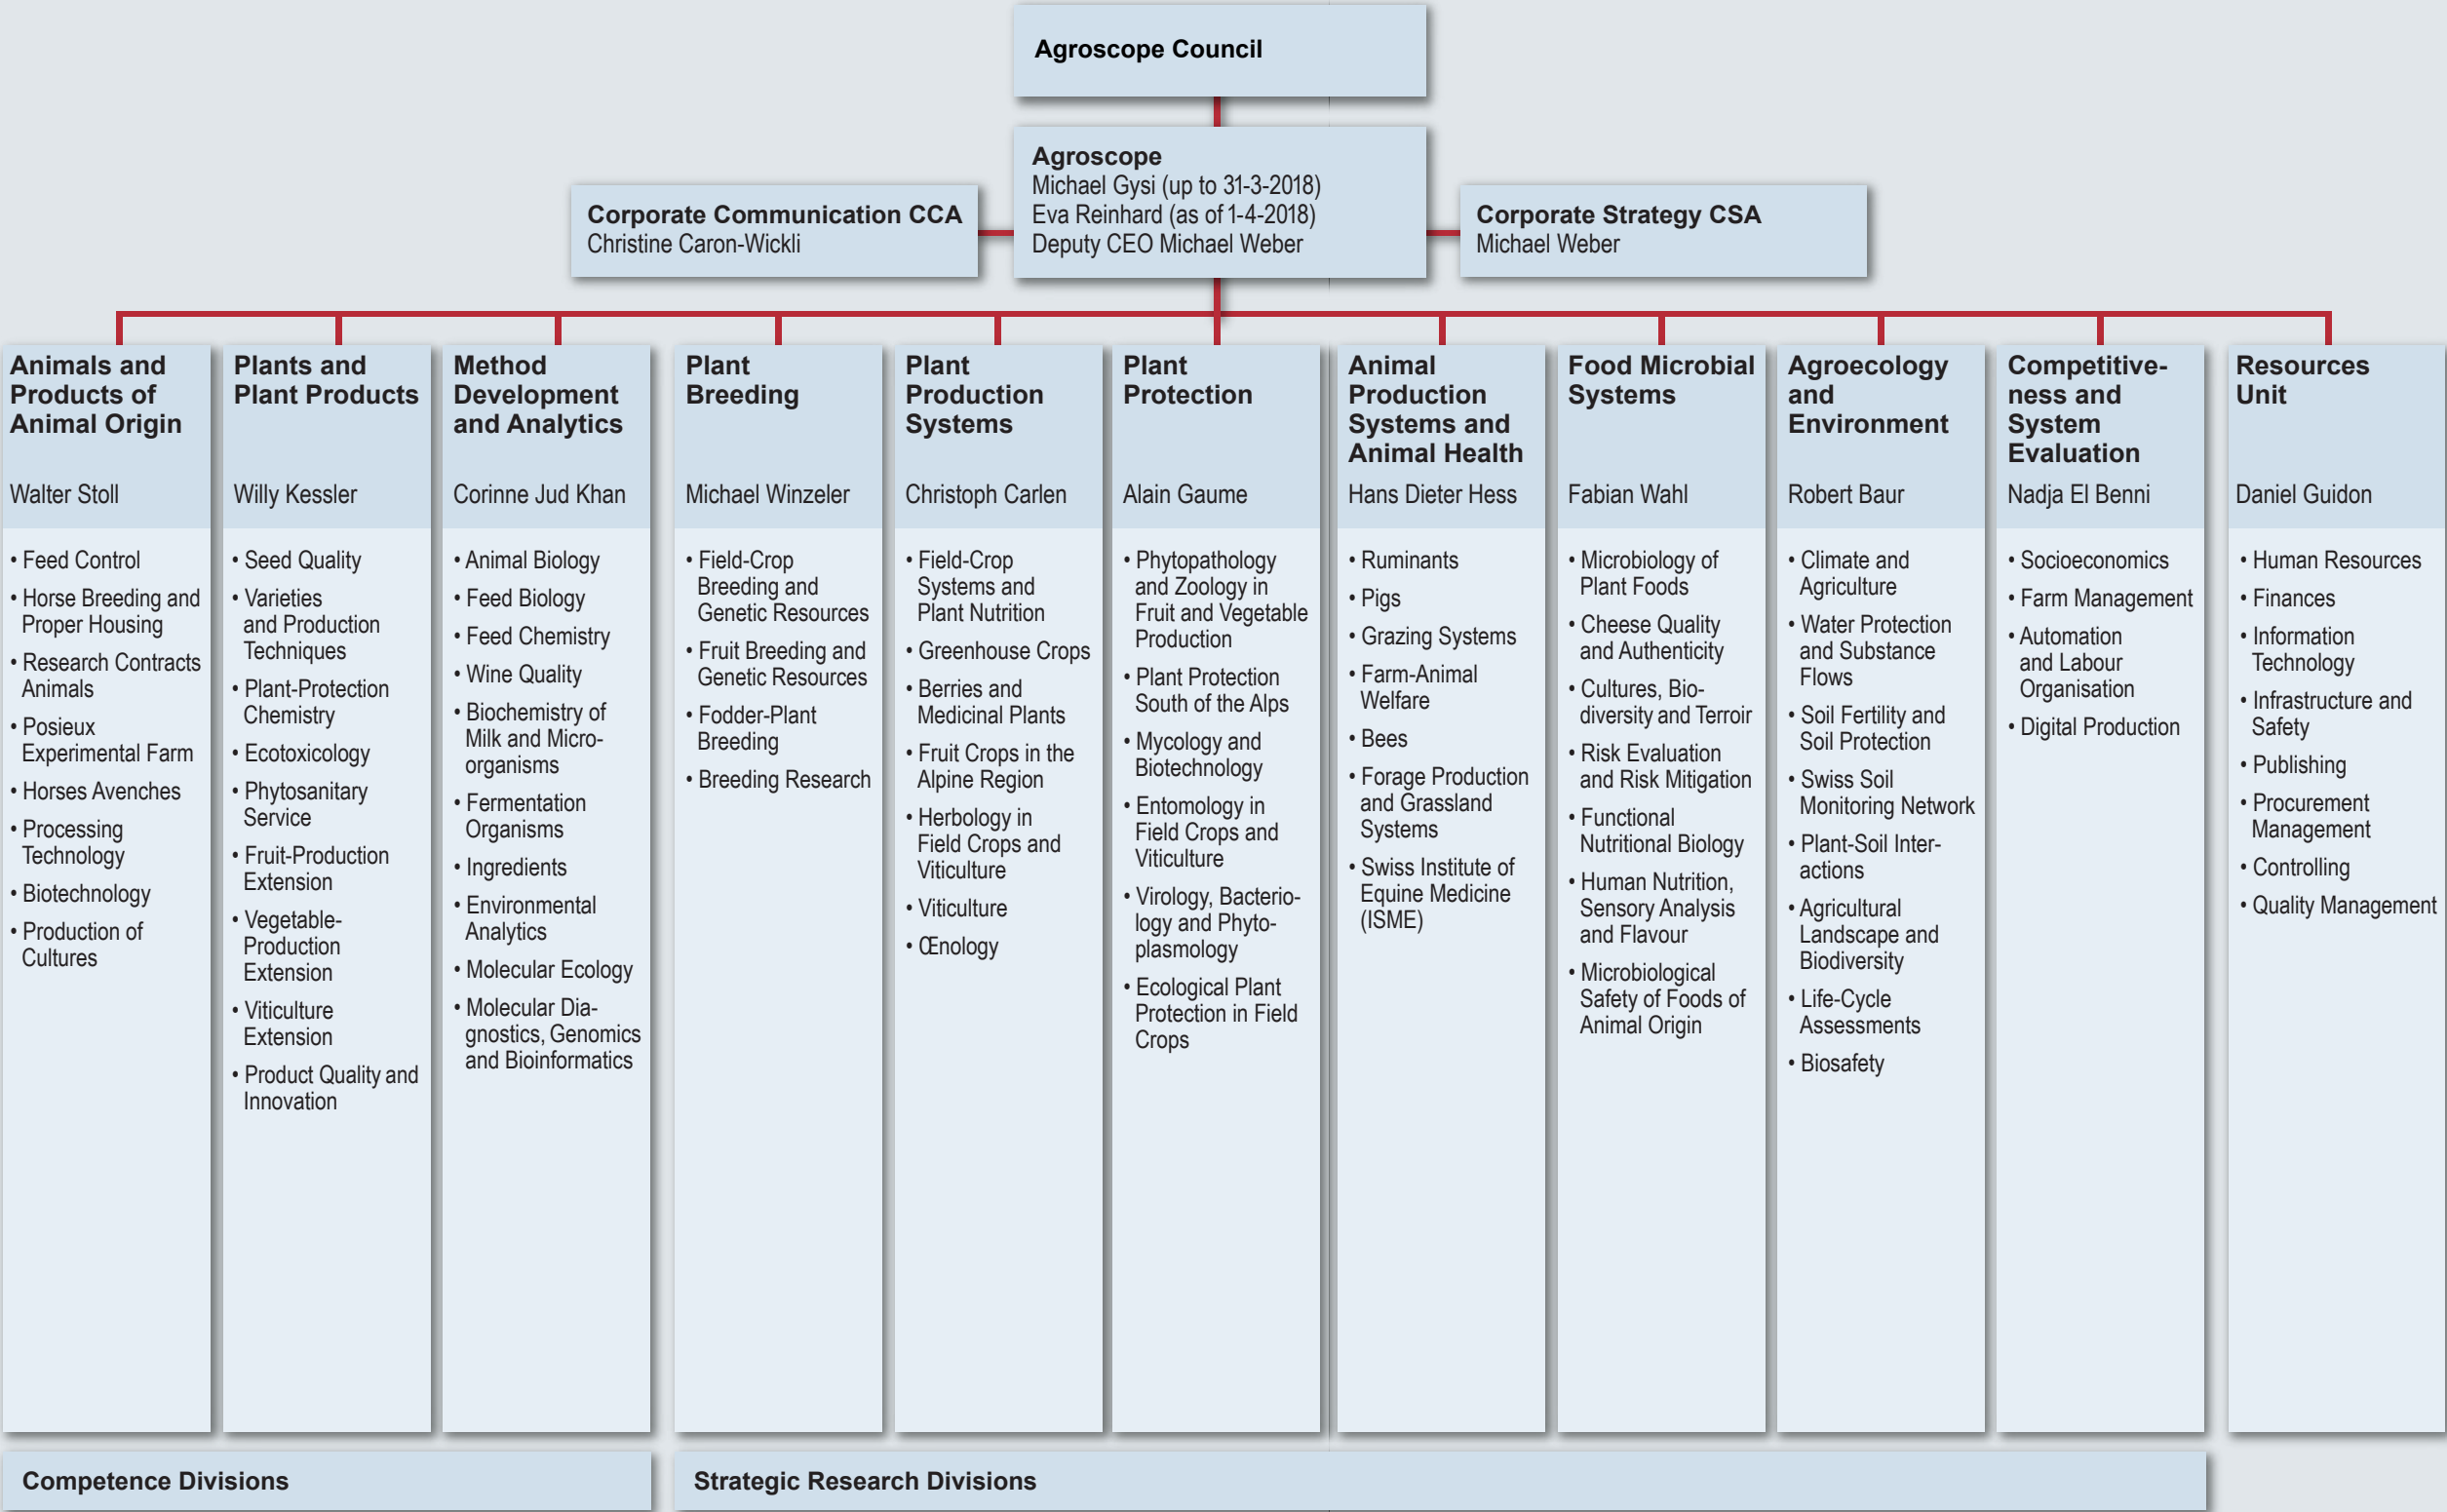 Agroscope Council
Agroscope
Michael Gysi (up to 31-3-2018)
Eva Reinhard (as of 1-4-2018)
Deputy CEO Michael Weber
Corporate Communication CCA
Christine Caron-Wickli
Corporate Strategy CSA
Michael Weber
Animals and
Products of
Animal Origin
Walter Stoll
• Feed Control
• Horse Breeding and
Proper Housing
• Research Contracts
Animals
• Posieux
Experimental Farm
• Horses Avenches
• Processing
Technology
• Biotechnology
• Production of
Cultures
Plants and
Plant Products
Willy Kessler
• Seed Quality
• Varieties
and Production
Techniques
• Plant-Protection
Chemistry
• Ecotoxicology
• Phytosanitary
Service
• Fruit-Production
Extension
• Vegetable-
Production
Extension
• Viticulture
Extension
• Product Quality and
Innovation
Method
Development
and Analytics
Corinne Jud Khan
• Animal Biology
• Feed Biology
• Feed Chemistry
• Wine Quality
• Biochemistry of
Milk and Micro-
organisms
• Fermentation
Organisms
• Ingredients
• Environmental
Analytics
• Molecular Ecology
• Molecular Dia-
gnostics, Genomics
and Bioinformatics
Plant
Breeding
Michael Winzeler
• Field-Crop
Breeding and
Genetic Resources
• Fruit Breeding and
Genetic Resources
• Fodder-Plant
Breeding
• Breeding Research
Plant
Production
Systems
Christoph Carlen
• Field-Crop
Systems and
Plant Nutrition
• Greenhouse Crops
• Berries and
Medicinal Plants
• Fruit Crops in the
Alpine Region
• Herbology in
Field Crops and
Viticulture
• Viticulture
• Œnology
Plant
Protection
Alain Gaume
• Phytopathology
and Zoology in
Fruit and Vegetable
Production
• Plant Protection
South of the Alps
• Mycology and
Biotechnology
• Entomology in
Field Crops and
Viticulture
• Virology, Bacterio-
logy and Phyto-
plasmology
• Ecological Plant
Protection in Field
Crops
Animal
Production
Systems and
Animal Health
Hans Dieter Hess
• Ruminants
• Pigs
• Grazing Systems
• Farm-Animal
Welfare
• Bees
• Forage Production
and Grassland
Systems
• Swiss Institute of
Equine Medicine
(ISME)
Food Microbial
Systems
Fabian Wahl
• Microbiology of
Plant Foods
• Cheese Quality
and Authenticity
• Cultures, Bio-
diversity and Terroir
• Risk Evaluation
and Risk Mitigation
• Functional
Nutritional Biology
• Human Nutrition,
Sensory Analysis
and Flavour
• Microbiological
Safety of Foods of
Animal Origin
Agroecology
and
Environment
Robert Baur
• Climate and
Agriculture
• Water Protection
and Substance
Flows
• Soil Fertility and
Soil Protection
• Swiss Soil
Monitoring Network
• Plant-Soil Inter-
actions
• Agricultural
Landscape and
Biodiversity
• Life-Cycle
Assessments
• Biosafety
Competitive-
ness and
System
Evaluation
Nadja El Benni
• Socioeconomics
• Farm Management
• Automation
and Labour
Organisation
• Digital Production
Resources
Unit
Daniel Guidon
• Human Resources
• Finances
• Information
Technology
• Infrastructure and
Safety
• Publishing
• Procurement
Management
• Controlling
• Quality Management
Competence Divisions
Strategic Research Divisions